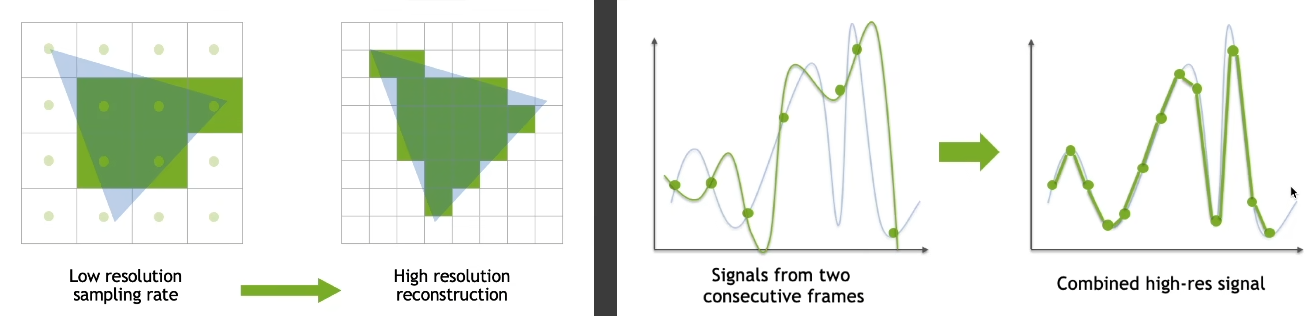 Low resolution
sampling rate
High resolution
reconstruction
Signals from two
consecutive frames
Combined high-res signal